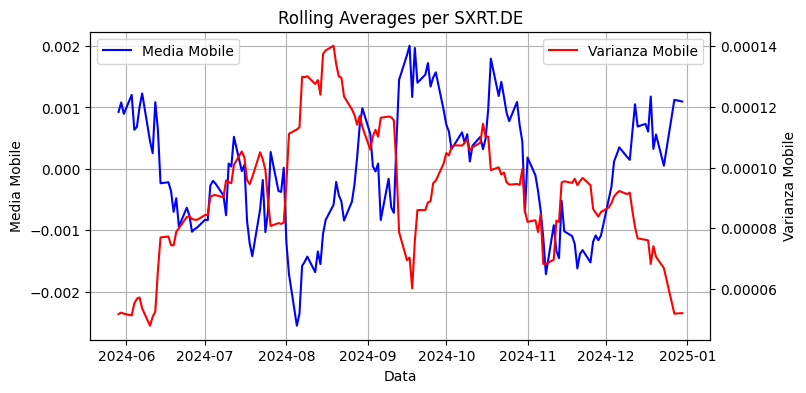 Rolling Averages per SXRT.DE
Media Mobile
Varianza Mobile
0.002
0.001
0.000
−0.001
−0.002
Media Mobile
0.00014
0.00012
0.00010
0.00008
0.00006
Varianza Mobile
2024-06 2024-07 2024-08 2024-09 2024-10 2024-11 2024-12 2025-01
Data